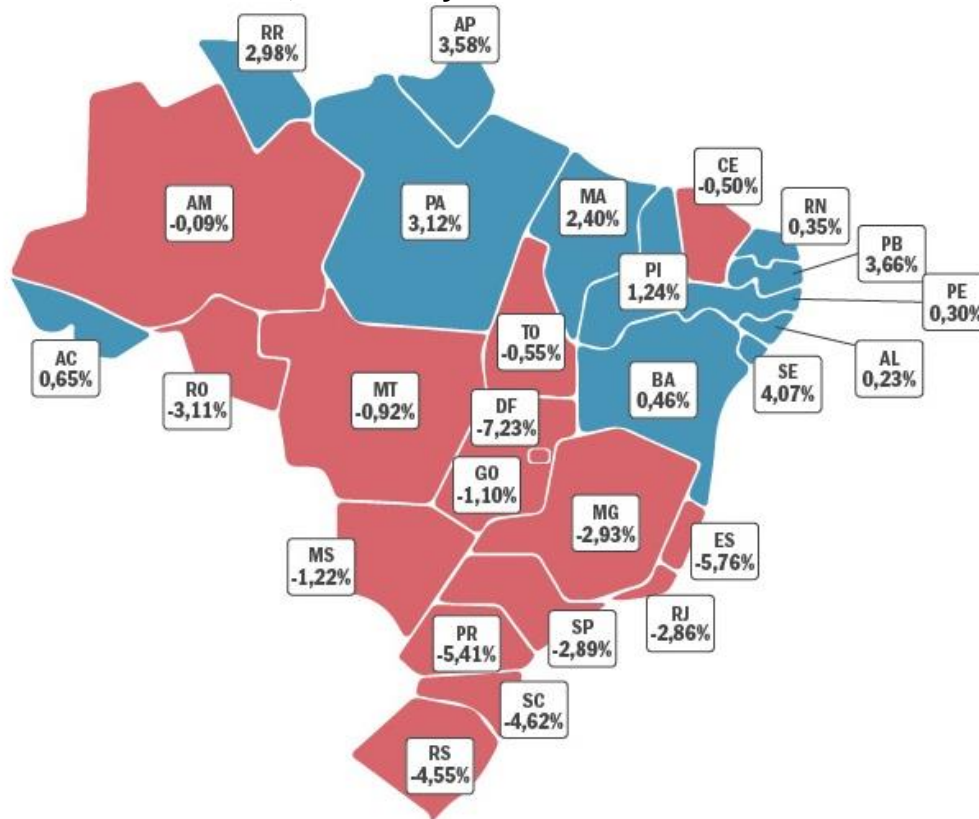 RR
2,98%
AP
3,58%
AM
-0,09%
PA
3,12%
MA
2,40%
CE
-0,50%
RN
0,35%
PB
3,66%
PI
1,24%
PE
0,30%
AC
0,65%
RO
-3,11%
MT
-0,92%
TO
-0,55%
BA
0,46%
SE
4,07%
AL
0,23%
DF
-7,23%
GO
-1,10%
MG
-2,93%
ES
-5,76%
MS
-1,22%
PR
-5,41%
SP
-2,89%
RJ
-2,86%
SC
-4,62%
RS
-4,55%